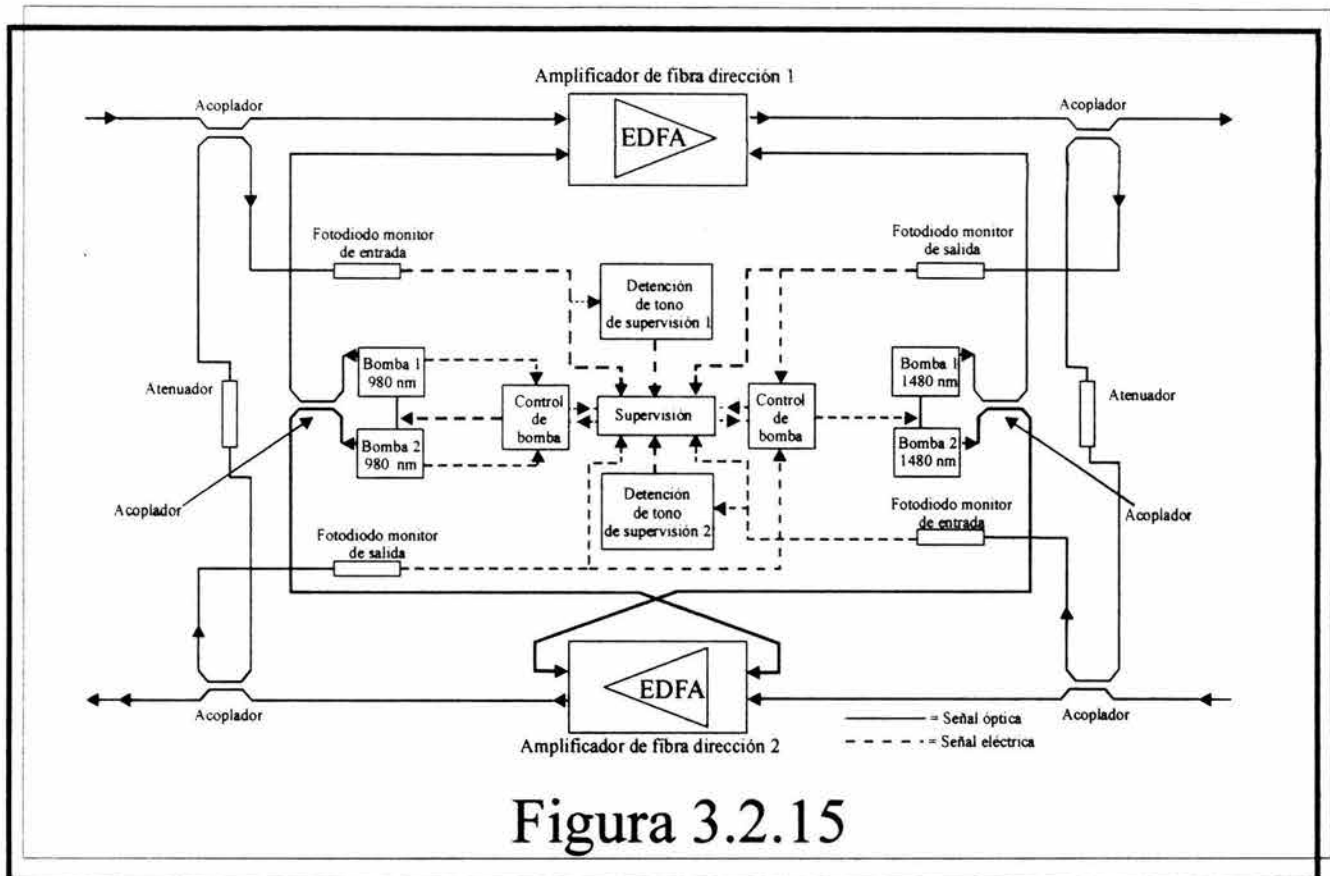 Amplificador de fibra dirección 1
Acoplador
Acoplador
EDFA
Fotodiodo monitor
de entrada
Fotodiodo monitor
de salida
Detención
de tono
de supervisión 1
Bomba 1
980 nm
Bomba 1
1480 nm
Atenuador
Control
de
bomba
Supervisión
Control
de
bomba
Atenuador
Bomba 2
980 nm
Bomba 2
1480 nm
Acoplador
Detención
de tono
de supervisión 2
Acoplador
Fotodiodo monitor
de salida
Fotodiodo monitor
de entrada
EDFA
Acoplador
Acoplador
= Señal óptica
= Señal eléctrica
Amplificador de fibra dirección 2
Figura 3.2.15